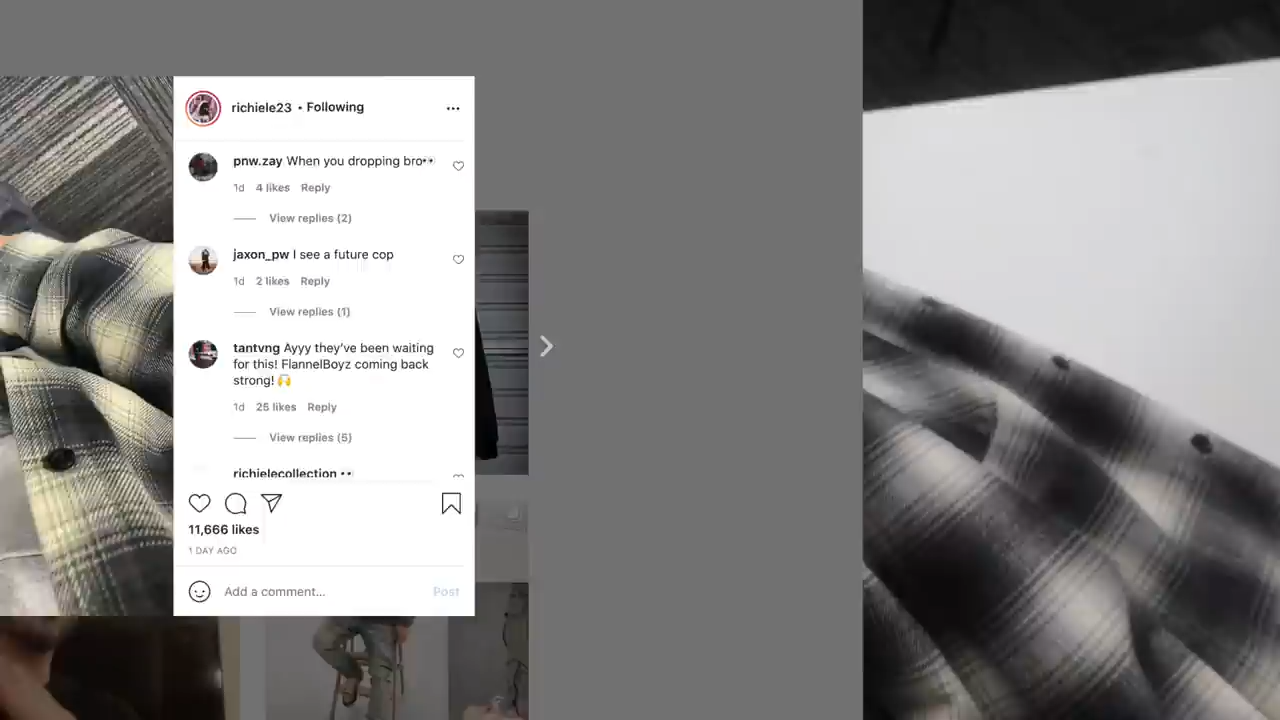 richiele23 • Following
pnw.zay When you dropping bro👀
1d 4 likes Reply
View replies (2)
jaxon_pw I see a future cop
1d 2 likes Reply
View replies (1)
tantvng Ayyy they've been waiting
for this! FlannelBoyz coming back
strong! 🙌
1d 25 likes Reply
View replies (5)
richielecollection 👀
11,666 likes
1 DAY AGO
Add a comment...
Post